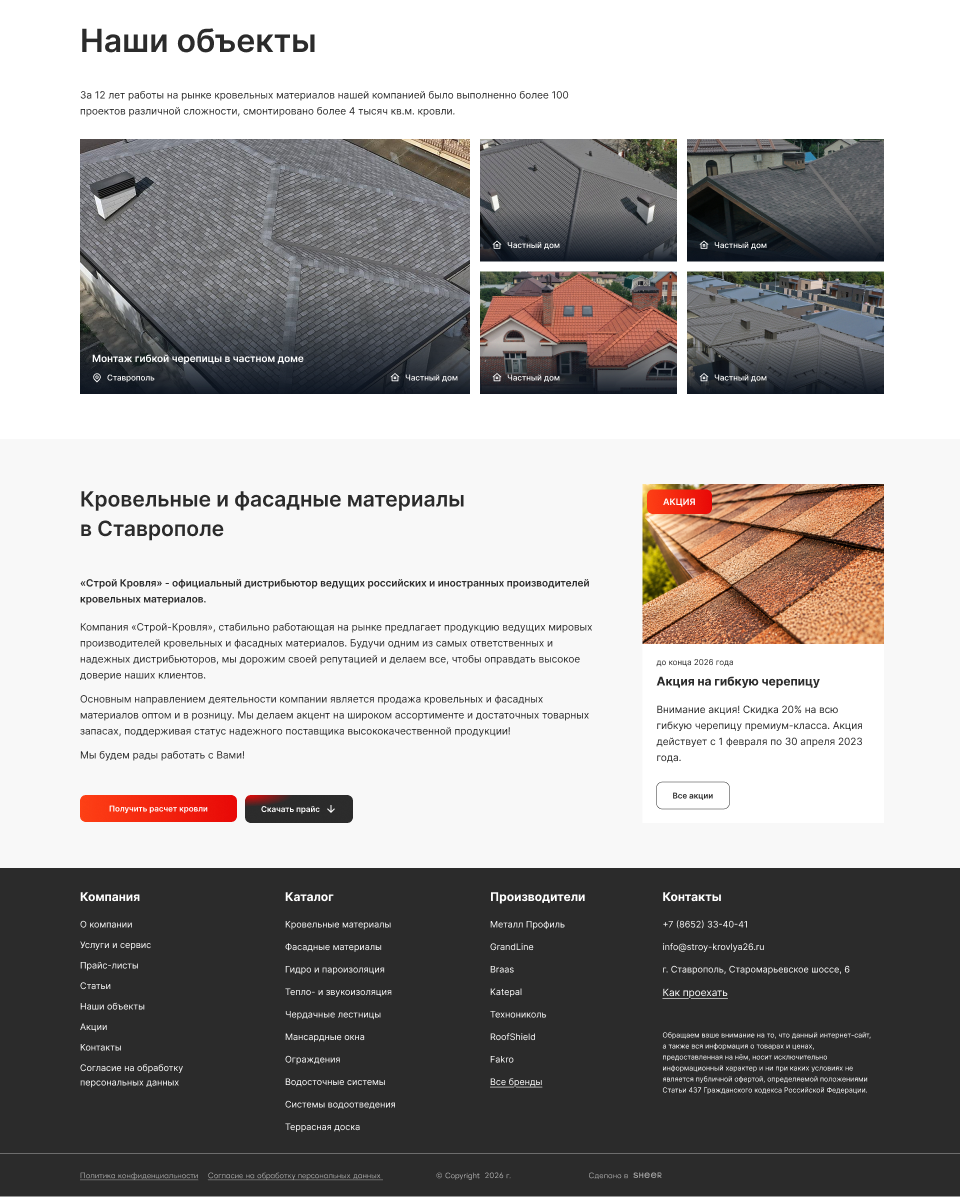 Наши объекты
За 12 лет работы на рынке кровельных материалов нашей компанией было выполненно более 100
проектов различной сложности, смонтировано более 4 тысяч кв.м. кровли.
Монтаж гибкой черепицы в частном доме
Ставрополь
Частный дом
Частный дом
Частный дом
Частный дом
Частный дом
Кровельные и фасадные материалы
в Ставрополе
«Строй Кровля» - официальный дистрибьютор ведущих российских и иностранных производителей
кровельных материалов.
Компания «Строй-Кровля», стабильно работающая на рынке предлагает продукцию ведущих мировых
производителей кровельных и фасадных материалов. Будучи одним из самых ответственных и
надежных дистрибьюторов, мы дорожим своей репутацией и делаем все, чтобы оправдать высокое
доверие наших клиентов.
Основным направлением деятельности компании является продажа кровельных и фасадных
материалов оптом и в розницу. Мы делаем акцент на широком ассортименте и достаточных товарных
запасах, поддерживая статус надежного поставщика высококачественной продукции!
Мы будем рады работать с Вами!
Получить расчет кровли
Скачать прайс
АКЦИЯ
до конца 2026 года
Акция на гибкую черепицу
Внимание акция! Скидка 20% на всю
гибкую черепицу премиум-класса. Акция
действует с 1 февраля по 30 апреля 2023
года.
Все акции
Компания
О компании
Услуги и сервис
Прайс-листы
Статьи
Наши объекты
Акции
Контакты
Согласие на обработку
персональных данных
Каталог
Кровельные материалы
Фасадные материалы
Гидро и пароизоляция
Тепло- и звукоизоляция
Чердачные лестницы
Мансардные окна
Ограждения
Водосточные системы
Системы водоотведения
Террасная доска
Производители
Металл Профиль
GrandLine
Braas
Katepal
Технониколь
RoofShield
Fakro
Все бренды
Контакты
+7 (8652) 33-40-41
info@stroy-krovlya26.ru
г. Ставрополь, Старомарьевское шоссе, 6
Как проехать
Обращаем ваше внимание на то, что данный интернет-сайт,
а также вся информация о товарах и ценах,
предоставленная на нём, носит исключительно
информационный характер и ни при каких условиях не
является публичной офертой, определяемой положениями
Статьи 437 Гражданского кодекса Российской Федерации.
Политика конфиденциальности
Согласие на обработку персональных данных
© Copyright 2026 г.
Сделано в SHEER